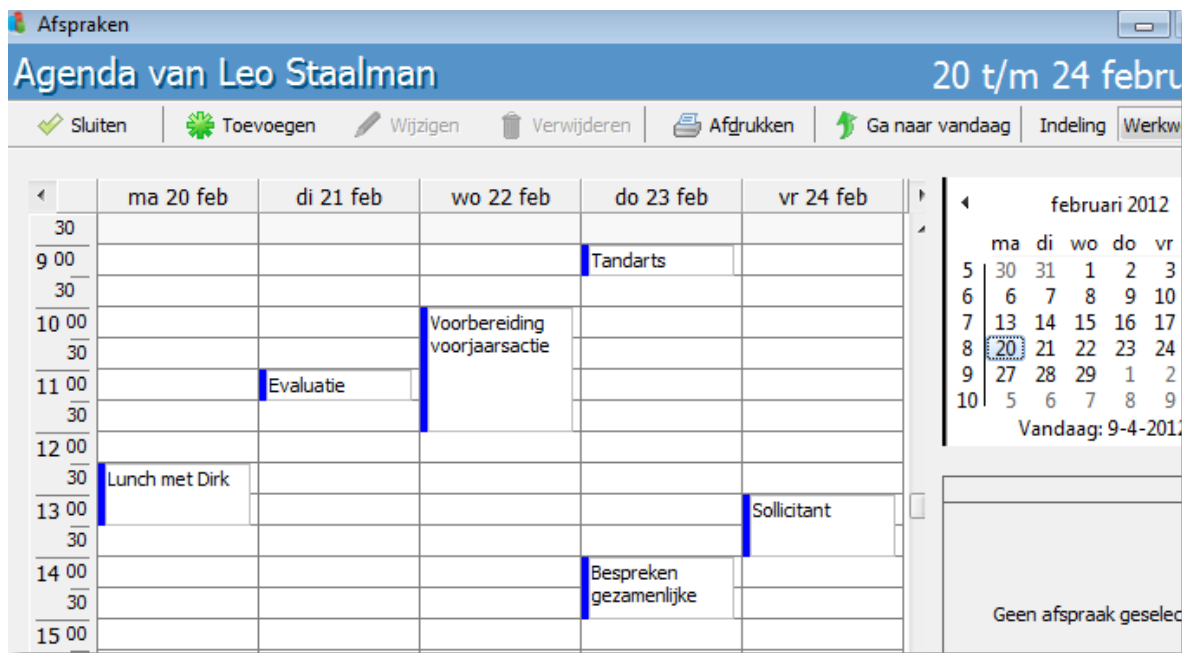 Afspraken
Agenda van Leo Staalman
20 t/m 24 febru
Sluiten Toevoegen Wijzigen Verwijderen Afdrukken Ga naar vandaag Indeling Werkw
ma 20 feb di 21 feb wo 22 feb do 23 feb vr 24 feb
30
9 00
30
10 00
30
11 00
30
12 00
30
13 00
30
14 00
30
15 00
Lunch met Dirk
Evaluatie
Voorbereiding
voorjaarsactie
Tandarts
Bespreken
gezamenlijke
Sollicitant
februari 2012
ma di wo do vr
5 30 31 1 2 3
6 6 7 8 9 10
7 13 14 15 16 17
8 20 21 22 23 24
9 27 28 29 1 2
10 5 6 7 8 9
Vandaag: 9-4-2012
Geen afspraak geselec